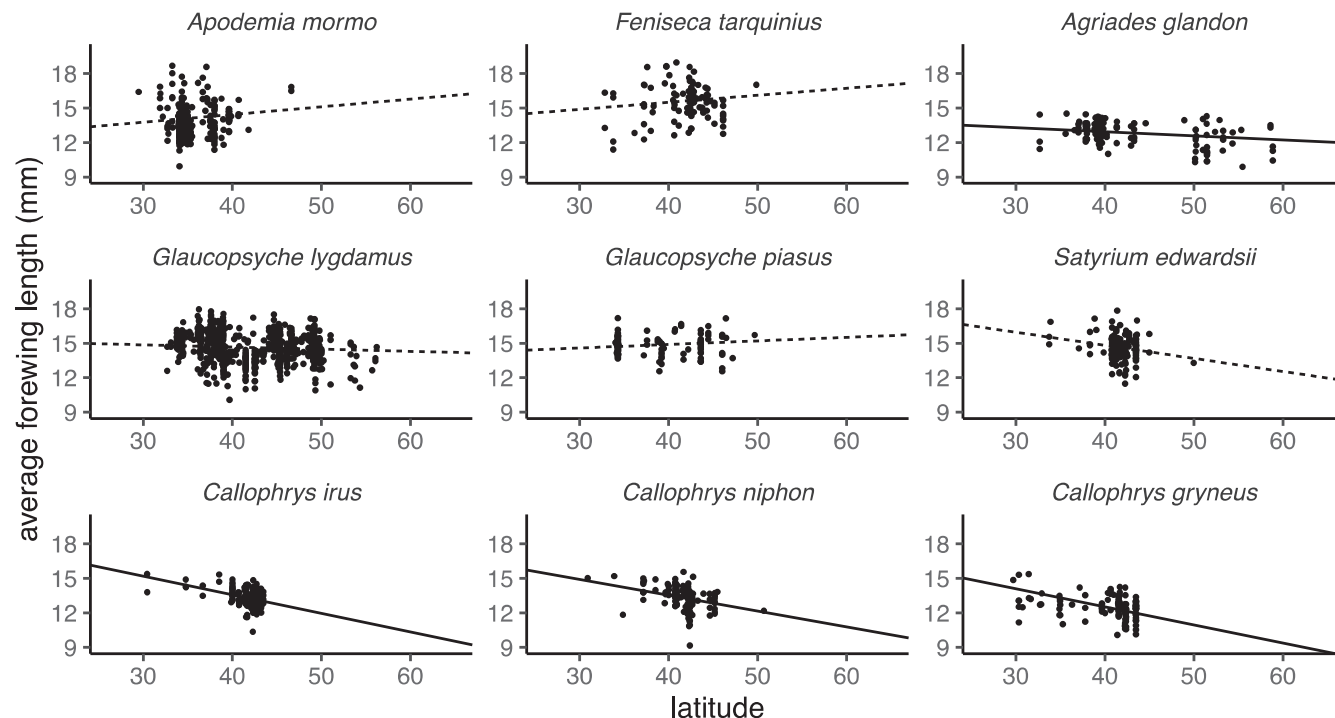 Apodemia mormo
Feniseca tarquinius
Agriades glandon
18
15
12
9
30 40 50 60
18
15
12
9
30 40 50 60
18
15
12
9
30 40 50 60
Glaucopsyche lygdamus
Glaucopsyche piasus
Satyrium edwardsii
18
15
12
9
30 40 50 60
18
15
12
9
30 40 50 60
18
15
12
9
30 40 50 60
Callophrys irus
Callophrys niphon
Callophrys gryneus
18
15
12
9
30 40 50 60
18
15
12
9
30 40 50 60
18
15
12
9
30 40 50 60
average forewing length (mm)
latitude